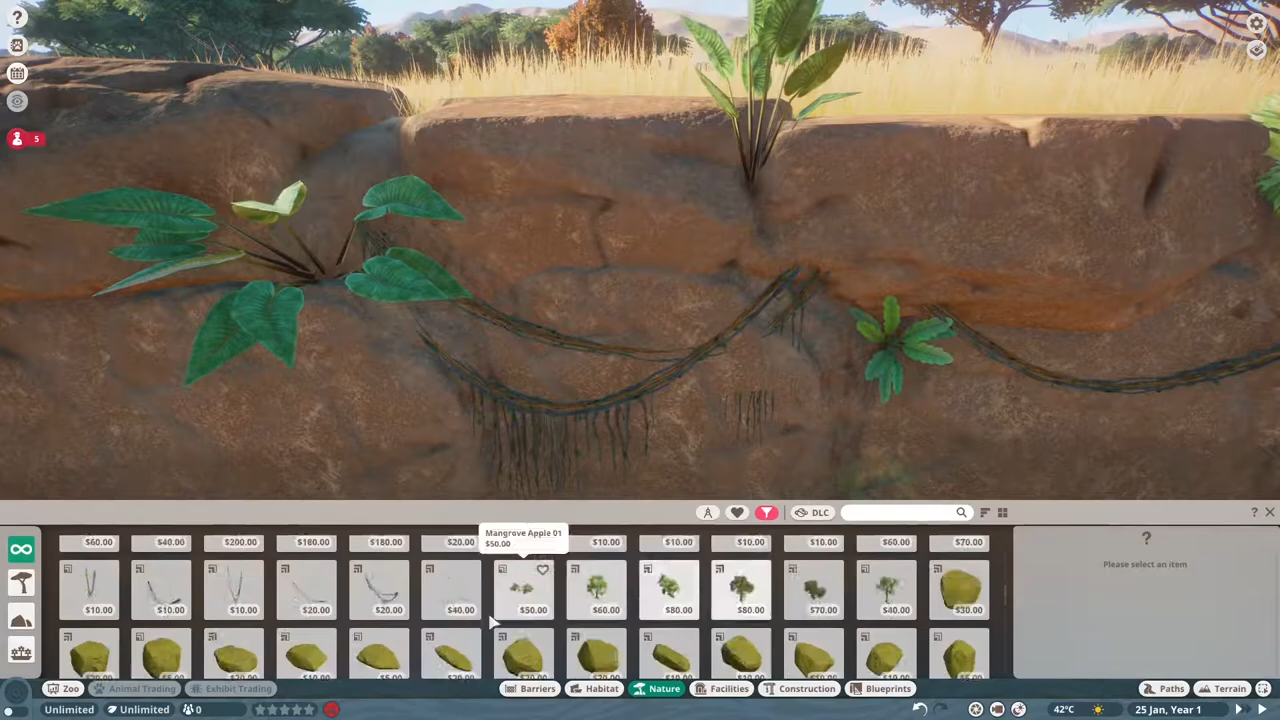 ?
5
DLC
? ×
Mangrove Apple 01
$50.00
$60.00 $40.00 $200.00 $180.00 $180.00 $20.00 $10.00 $10.00 $10.00 $10.00 $60.00 $70.00
$10.00 $10.00 $10.00 $20.00 $20.00 $40.00 $50.00 $60.00 $80.00 $80.00 $70.00 $40.00 $30.00
?
Please select an item
Zoo Animal Trading Exhibit Trading Barriers Habitat Nature Facilities Construction Blueprints Paths Terrain
Unlimited Unlimited 0 42°C 25 Jan, Year 1